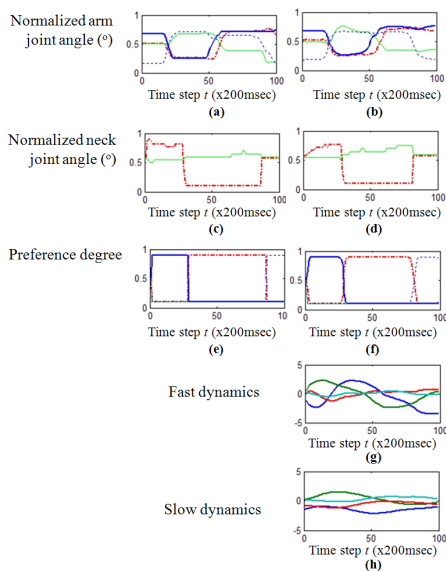 Normalized arm
joint angle (º)
1
0.5
0
0
50
100
Time step t (x200msec)
(a)
1
0.5
0
0
50
100
Time step t (x200msec)
(b)
Normalized neck
joint angle (º)
1
0.5
0
0
50
100
Time step t (x200msec)
(c)
1
0.5
0
0
50
100
Time step t (x200msec)
(d)
Preference degree
1
0.5
0
0
50
100
Time step t (x200msec)
(e)
1
0.5
0
0
50
100
Time step t (x200msec)
(f)
Fast dynamics
5
0
-5
0
50
100
Time step t (x200msec)
(g)
Slow dynamics
5
0
-5
0
50
100
Time step t (x200msec)
(h)